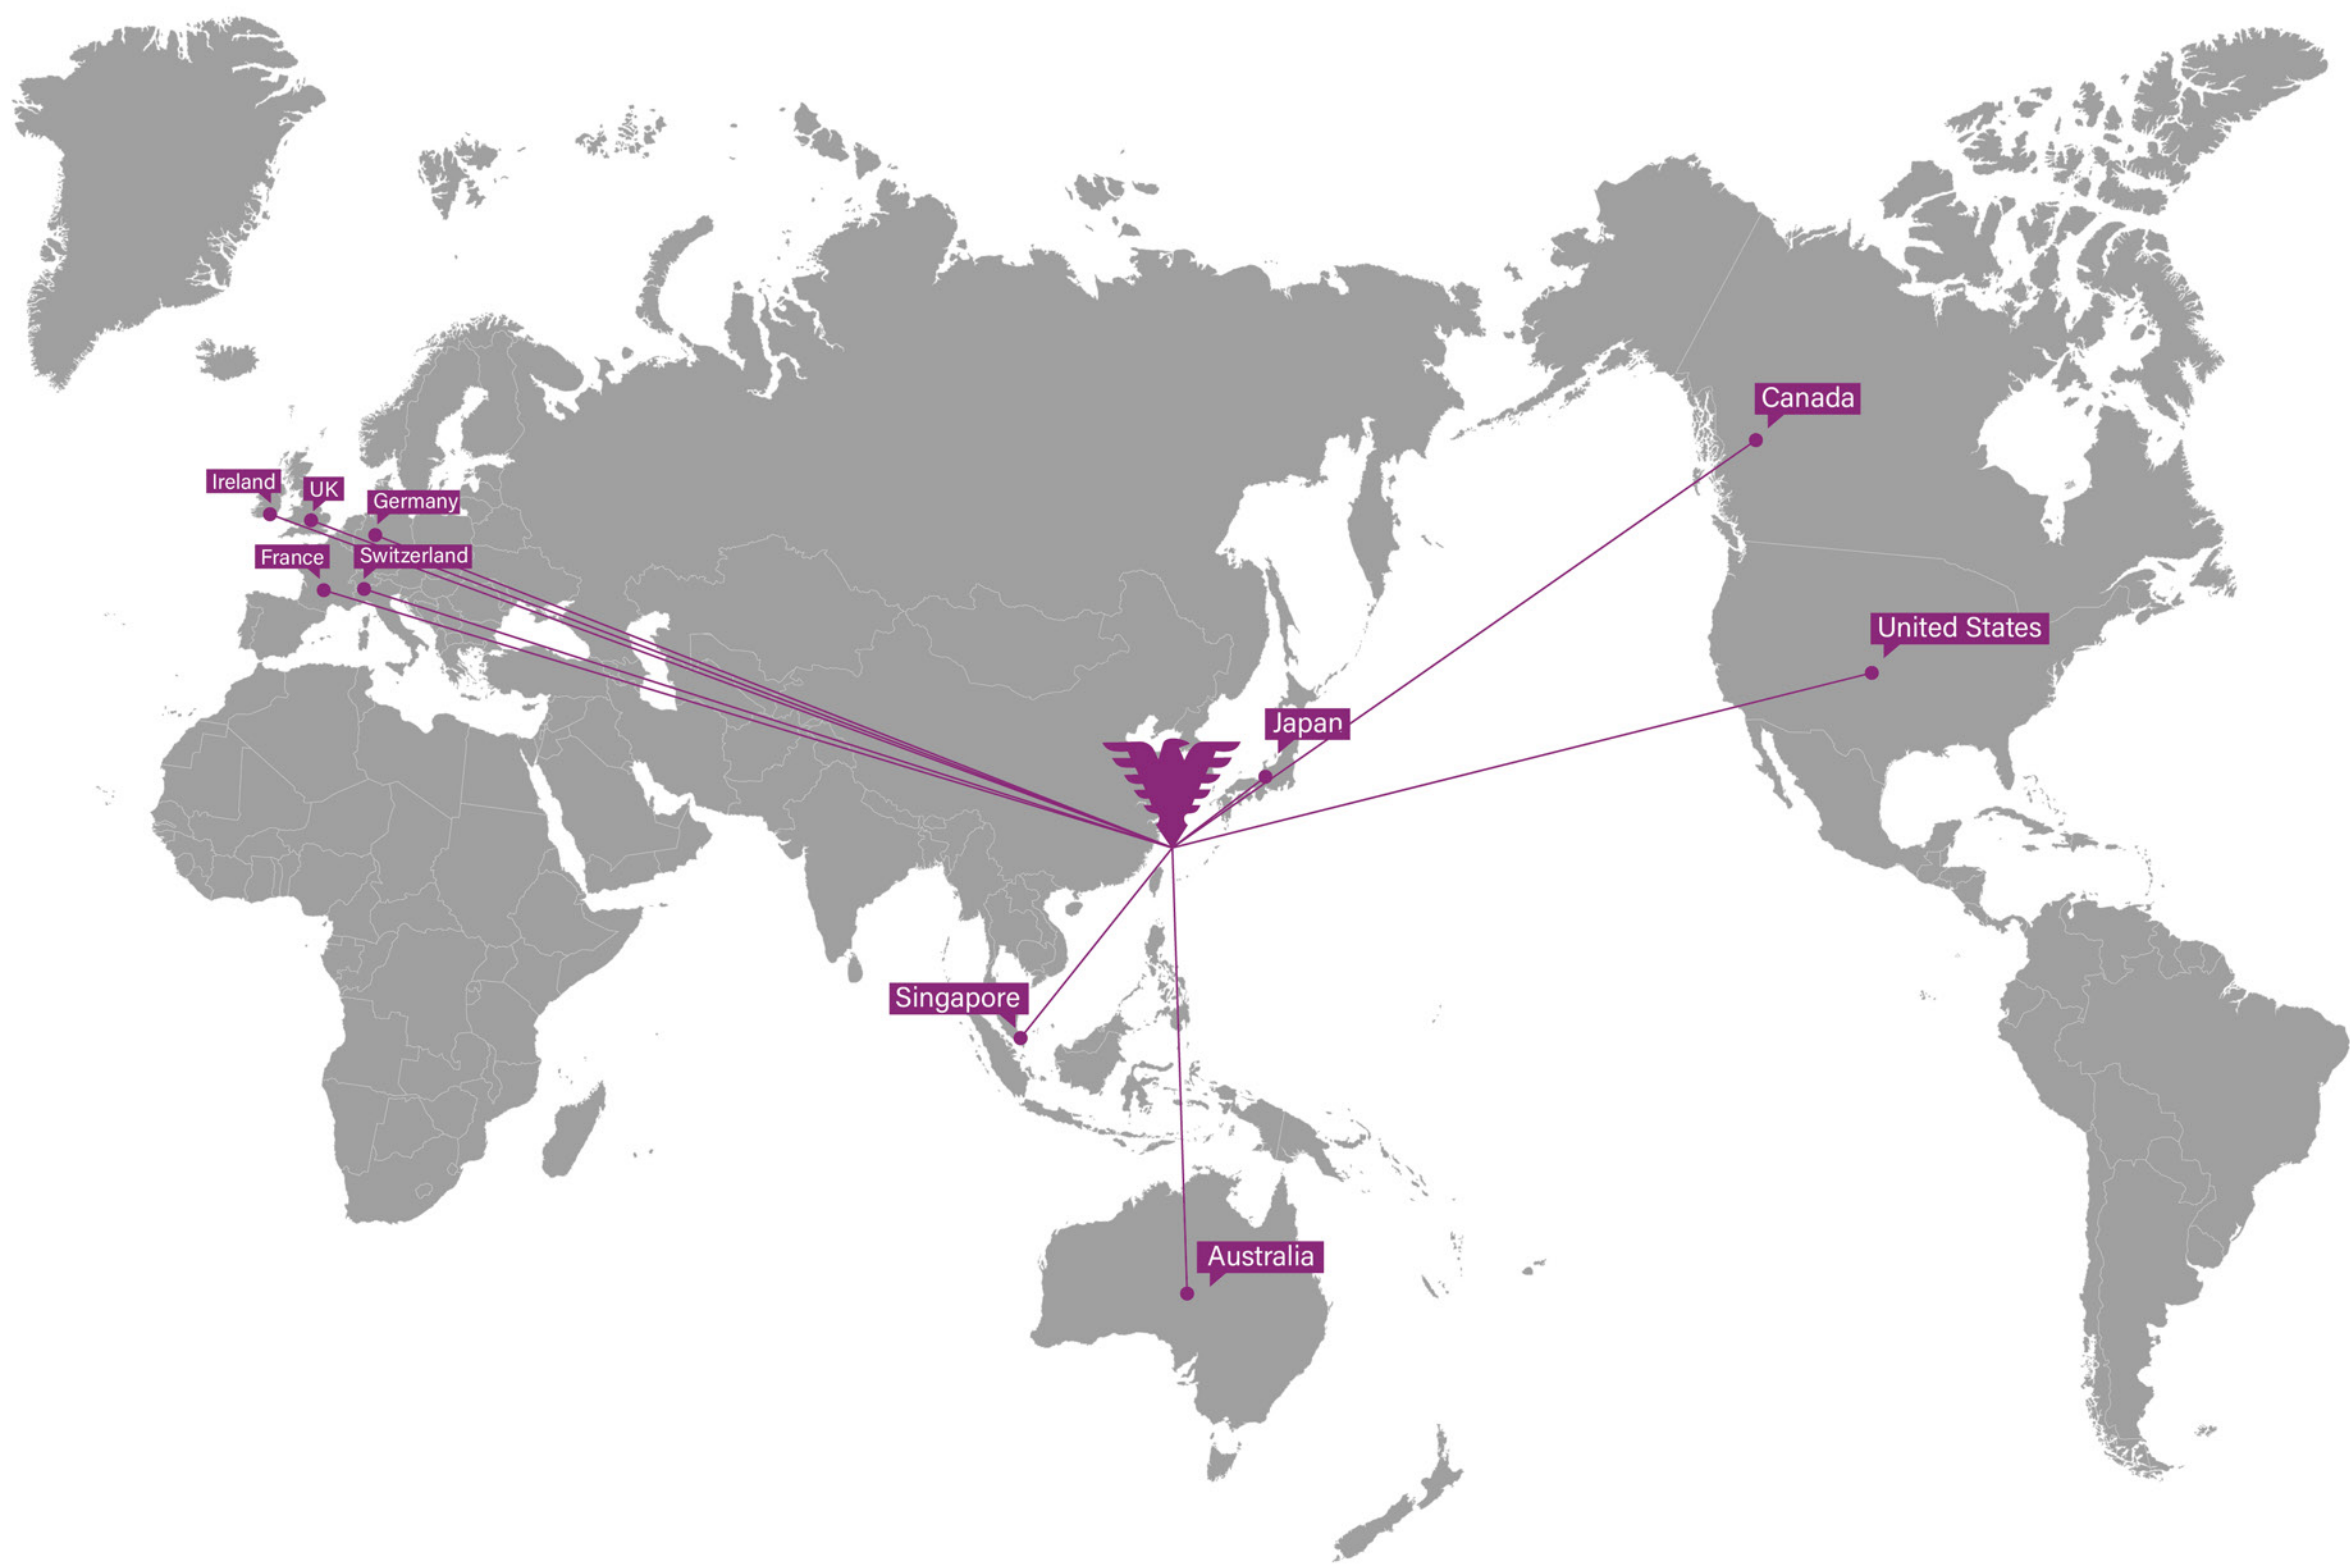 Canada
Ireland
UK
Germany
France
Switzerland
United States
Japan
Singapore
Australia